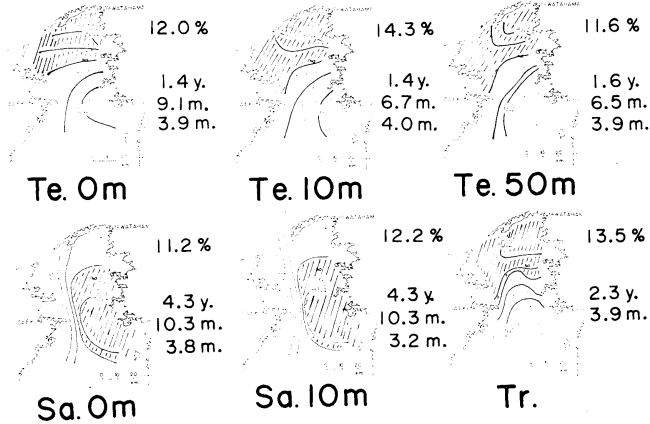 YAWATAHAMA
12.0 %
1.4 y.
9.1 m.
3.9 m.
Te. 0m
14.3 %
1.4 y.
6.7 m.
4.0 m.
Te. 10m
11.6 %
1.6 y.
6.5 m.
3.9 m.
Te. 50m
11.2 %
4.3 y.
10.3 m.
3.8 m.
Sa. 0m
12.2 %
4.3 y.
10.3 m.
3.2 m.
Sa. 10m
13.5 %
2.3 y.
3.9 m.
Tr.